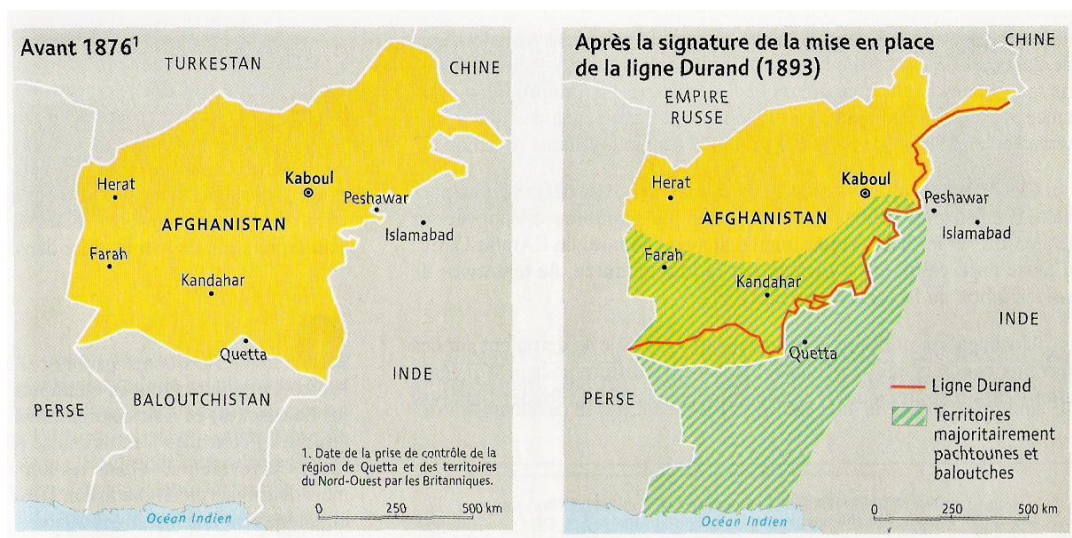 Avant 1876¹
TURKESTAN
CHINE
Herat
Kaboul
Peshawar
AFGHANISTAN
Islamabad
Farah
Kandahar
Quetta
INDE
PERSE
BALOUTCHISTAN
1. Date de la prise de contrôle de la
région de Quetta et des territoires
du Nord-Ouest par les Britanniques.
Océan Indien
0 250 500 km
Après la signature de la mise en place
de la ligne Durand (1893)
CHINE
EMPIRE
RUSSE
Herat
Kaboul
Peshawar
AFGHANISTAN
Islamabad
Farah
Kandahar
INDE
Quetta
PERSE
Ligne Durand
Territoires
majoritairement
pachtounes et
baloutches
Océan Indien
0 250 500 km